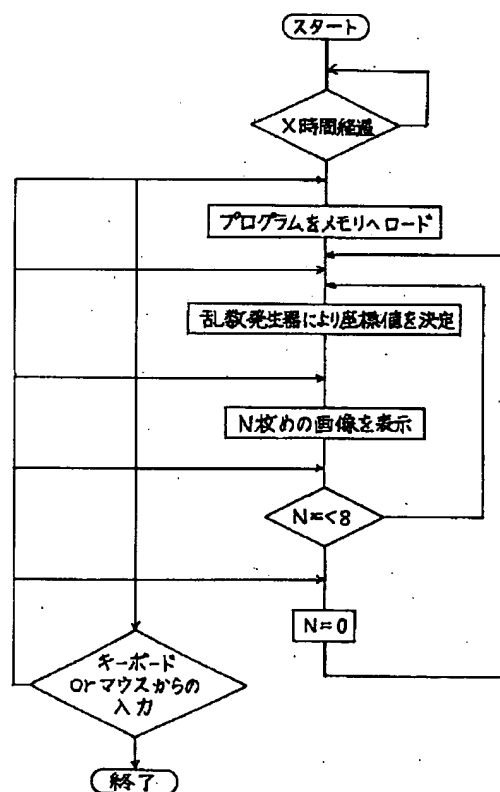 スタート
X時間経過
プログラムをメモリへロード
乱数発生器により座標値を決定
N枚めの画像を表示
N=<8
N=0
キーボード
orマウスからの
入力
終了